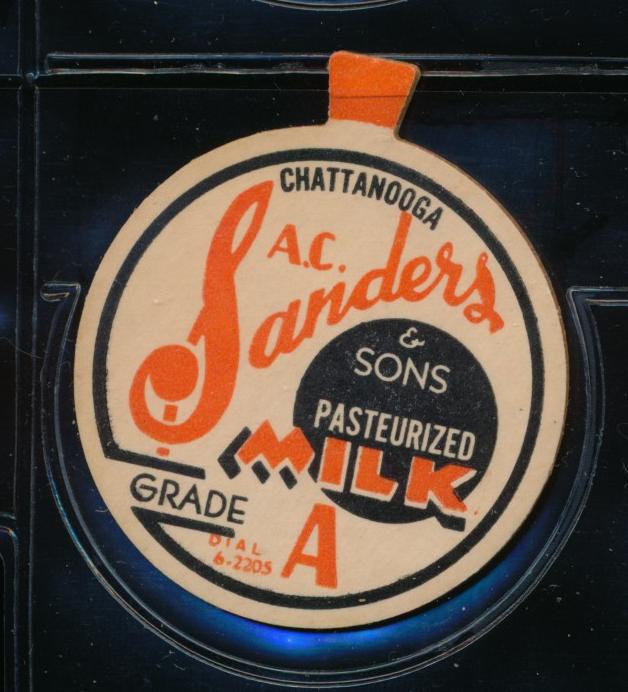 CHATTANOOGA
A.C.
Sanders
& SONS
PASTEURIZED
MILK
GRADE
A
DIAL
6-2205